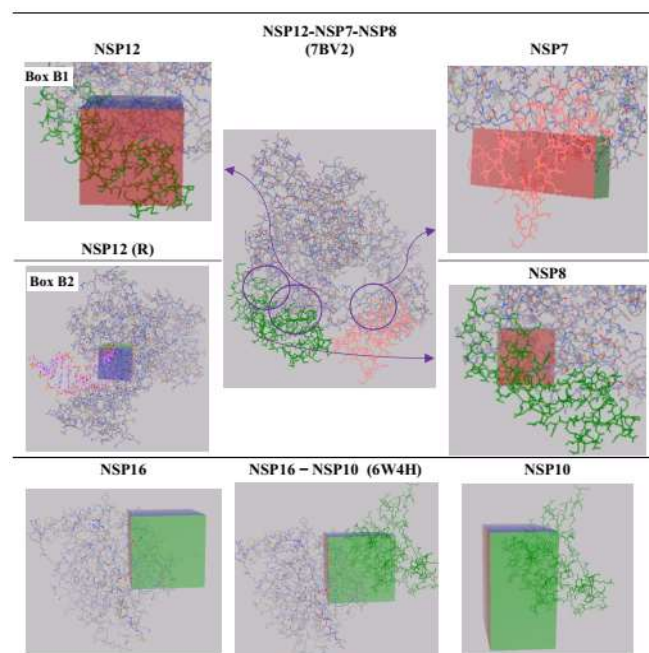 NSP12
NSP12-NSP7-NSP8
(7BV2)
NSP7
Box B1
NSP12 (R)
Box B2
NSP8
NSP16
NSP16 – NSP10 (6W4H)
NSP10